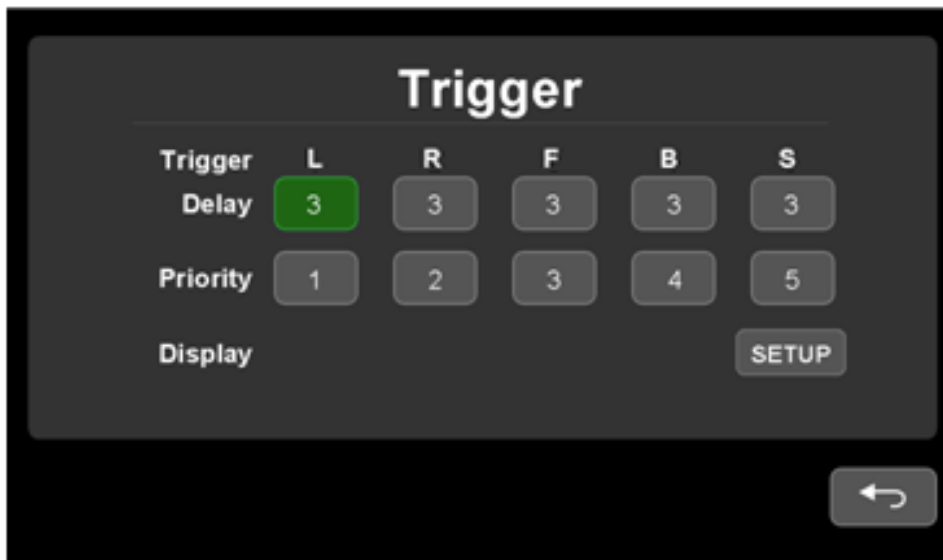 Trigger
Trigger L R F B S
Delay 3 3 3 3 3
Priority 1 2 3 4 5
Display SETUP